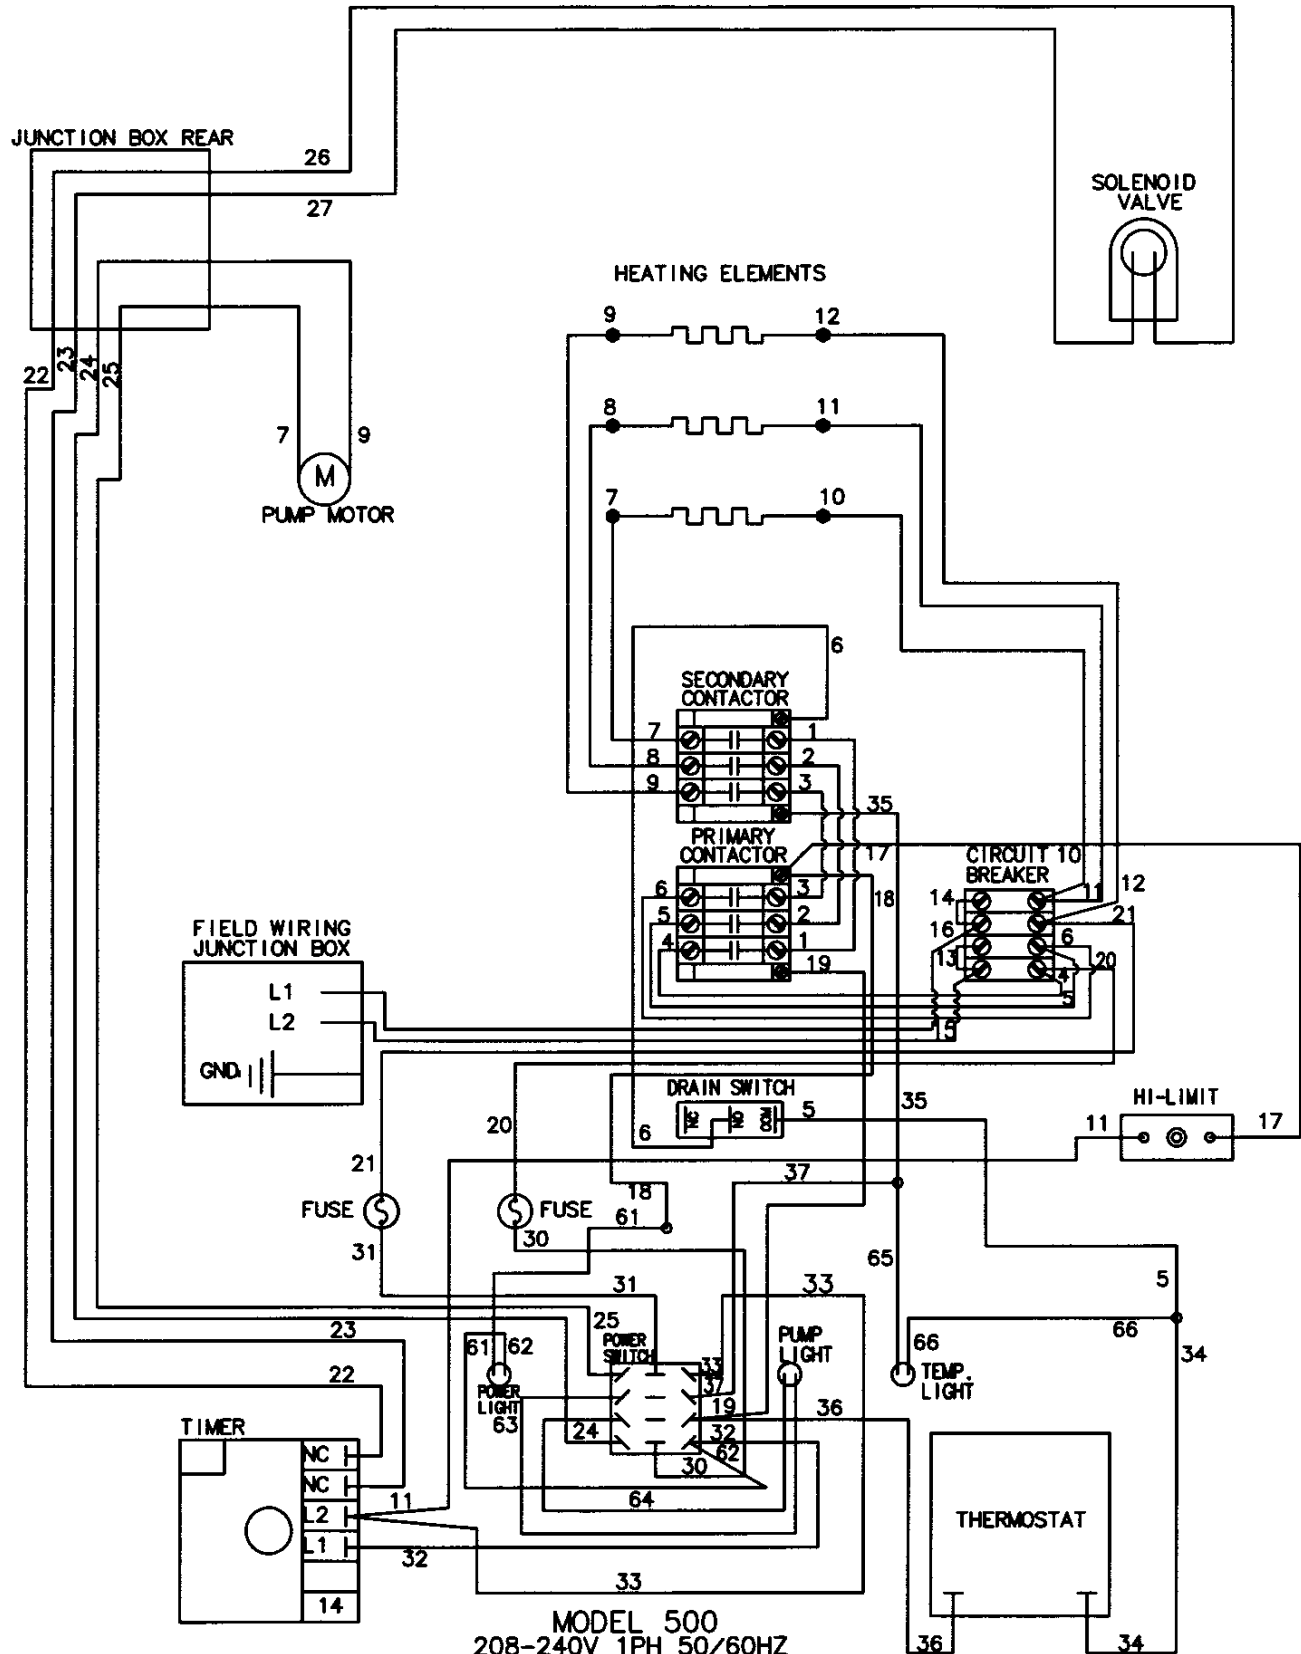 JUNCTION BOX REAR
26
27
SOLENOID
VALVE
HEATING ELEMENTS
9
12
22
23
24
25
8
11
7
9
M
PUMP MOTOR
7
10
6
SECONDARY
CONTACTOR
7
1
8
2
9
3
35
PRIMARY
CONTACTOR
17
CIRCUIT 10
BREAKER
11
12
6
3
18
14
5
2
16
21
4
1
6
19
13
20
4
5
15
FIELD WIRING
JUNCTION BOX
L1
L2
GND
DRAIN SWITCH
NC
NO
COM
5
35
HI-LIMIT
20
6
11
17
21
37
FUSE
FUSE
18
61
31
30
65
31
33
5
25
23
61
62
POWER
SWITCH
PUMP
LIGHT
66
66
34
33
37
22
POWER
LIGHT
TEMP.
LIGHT
63
19
36
TIMER
24
32
62
NC
30
NC
11
64
L2
THERMOSTAT
L1
32
33
14
MODEL 500
36
34
208-240V 1PH 50/60HZ